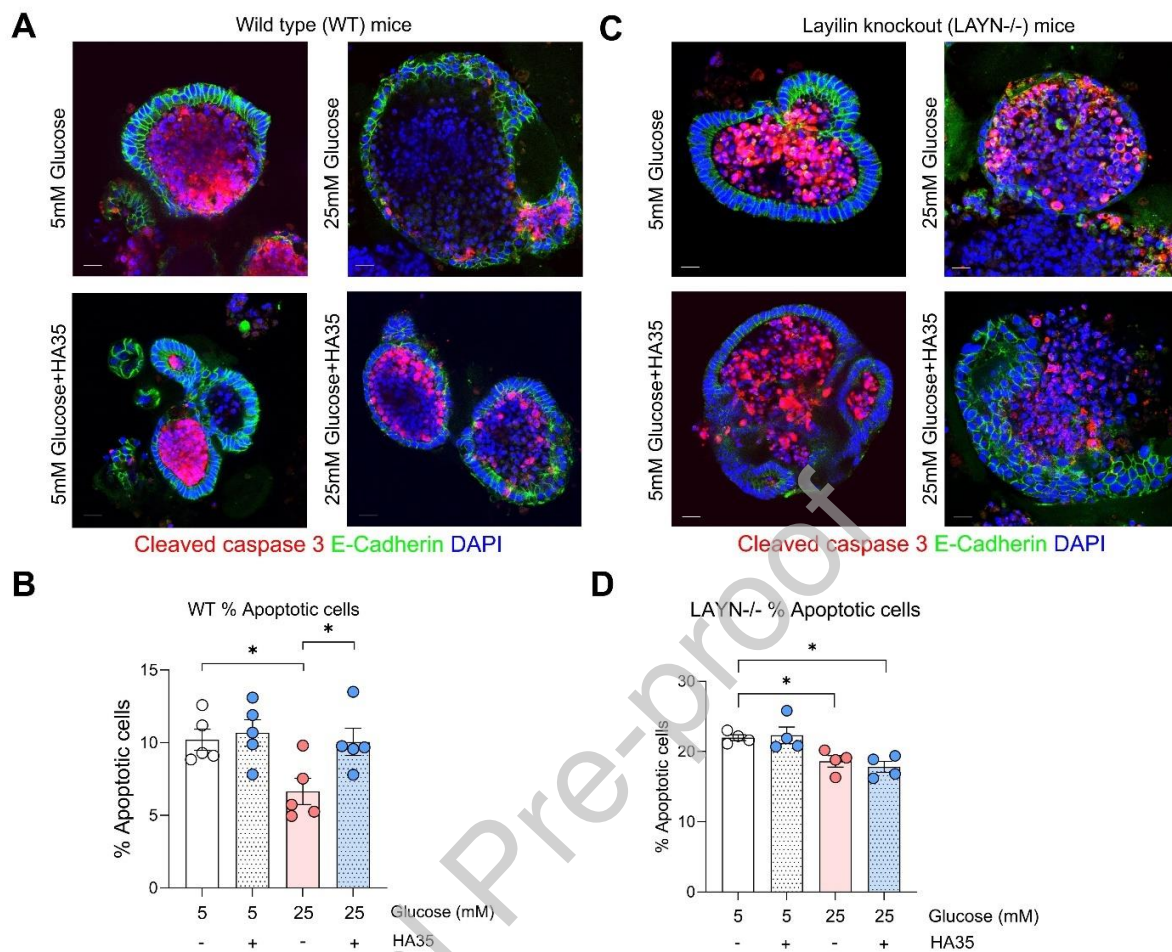 A
Wild type (WT) mice
5mM Glucose
25mM Glucose
5mM Glucose+HA35
25mM Glucose+HA35
Cleaved caspase 3 E-Cadherin DAPI
C
Layilin knockout (LAYN-/-) mice
5mM Glucose
25mM Glucose
5mM Glucose+HA35
25mM Glucose+HA35
Cleaved caspase 3 E-Cadherin DAPI
B
WT % Apoptotic cells
% Apoptotic cells
15
10
5
0
*
*
5 5 25 25 Glucose (mM)
- + - + HA35
D
LAYN-/- % Apoptotic cells
% Apoptotic cells
30
20
10
0
*
*
5 5 25 25 Glucose (mM)
- + - + HA35
Pre-proof